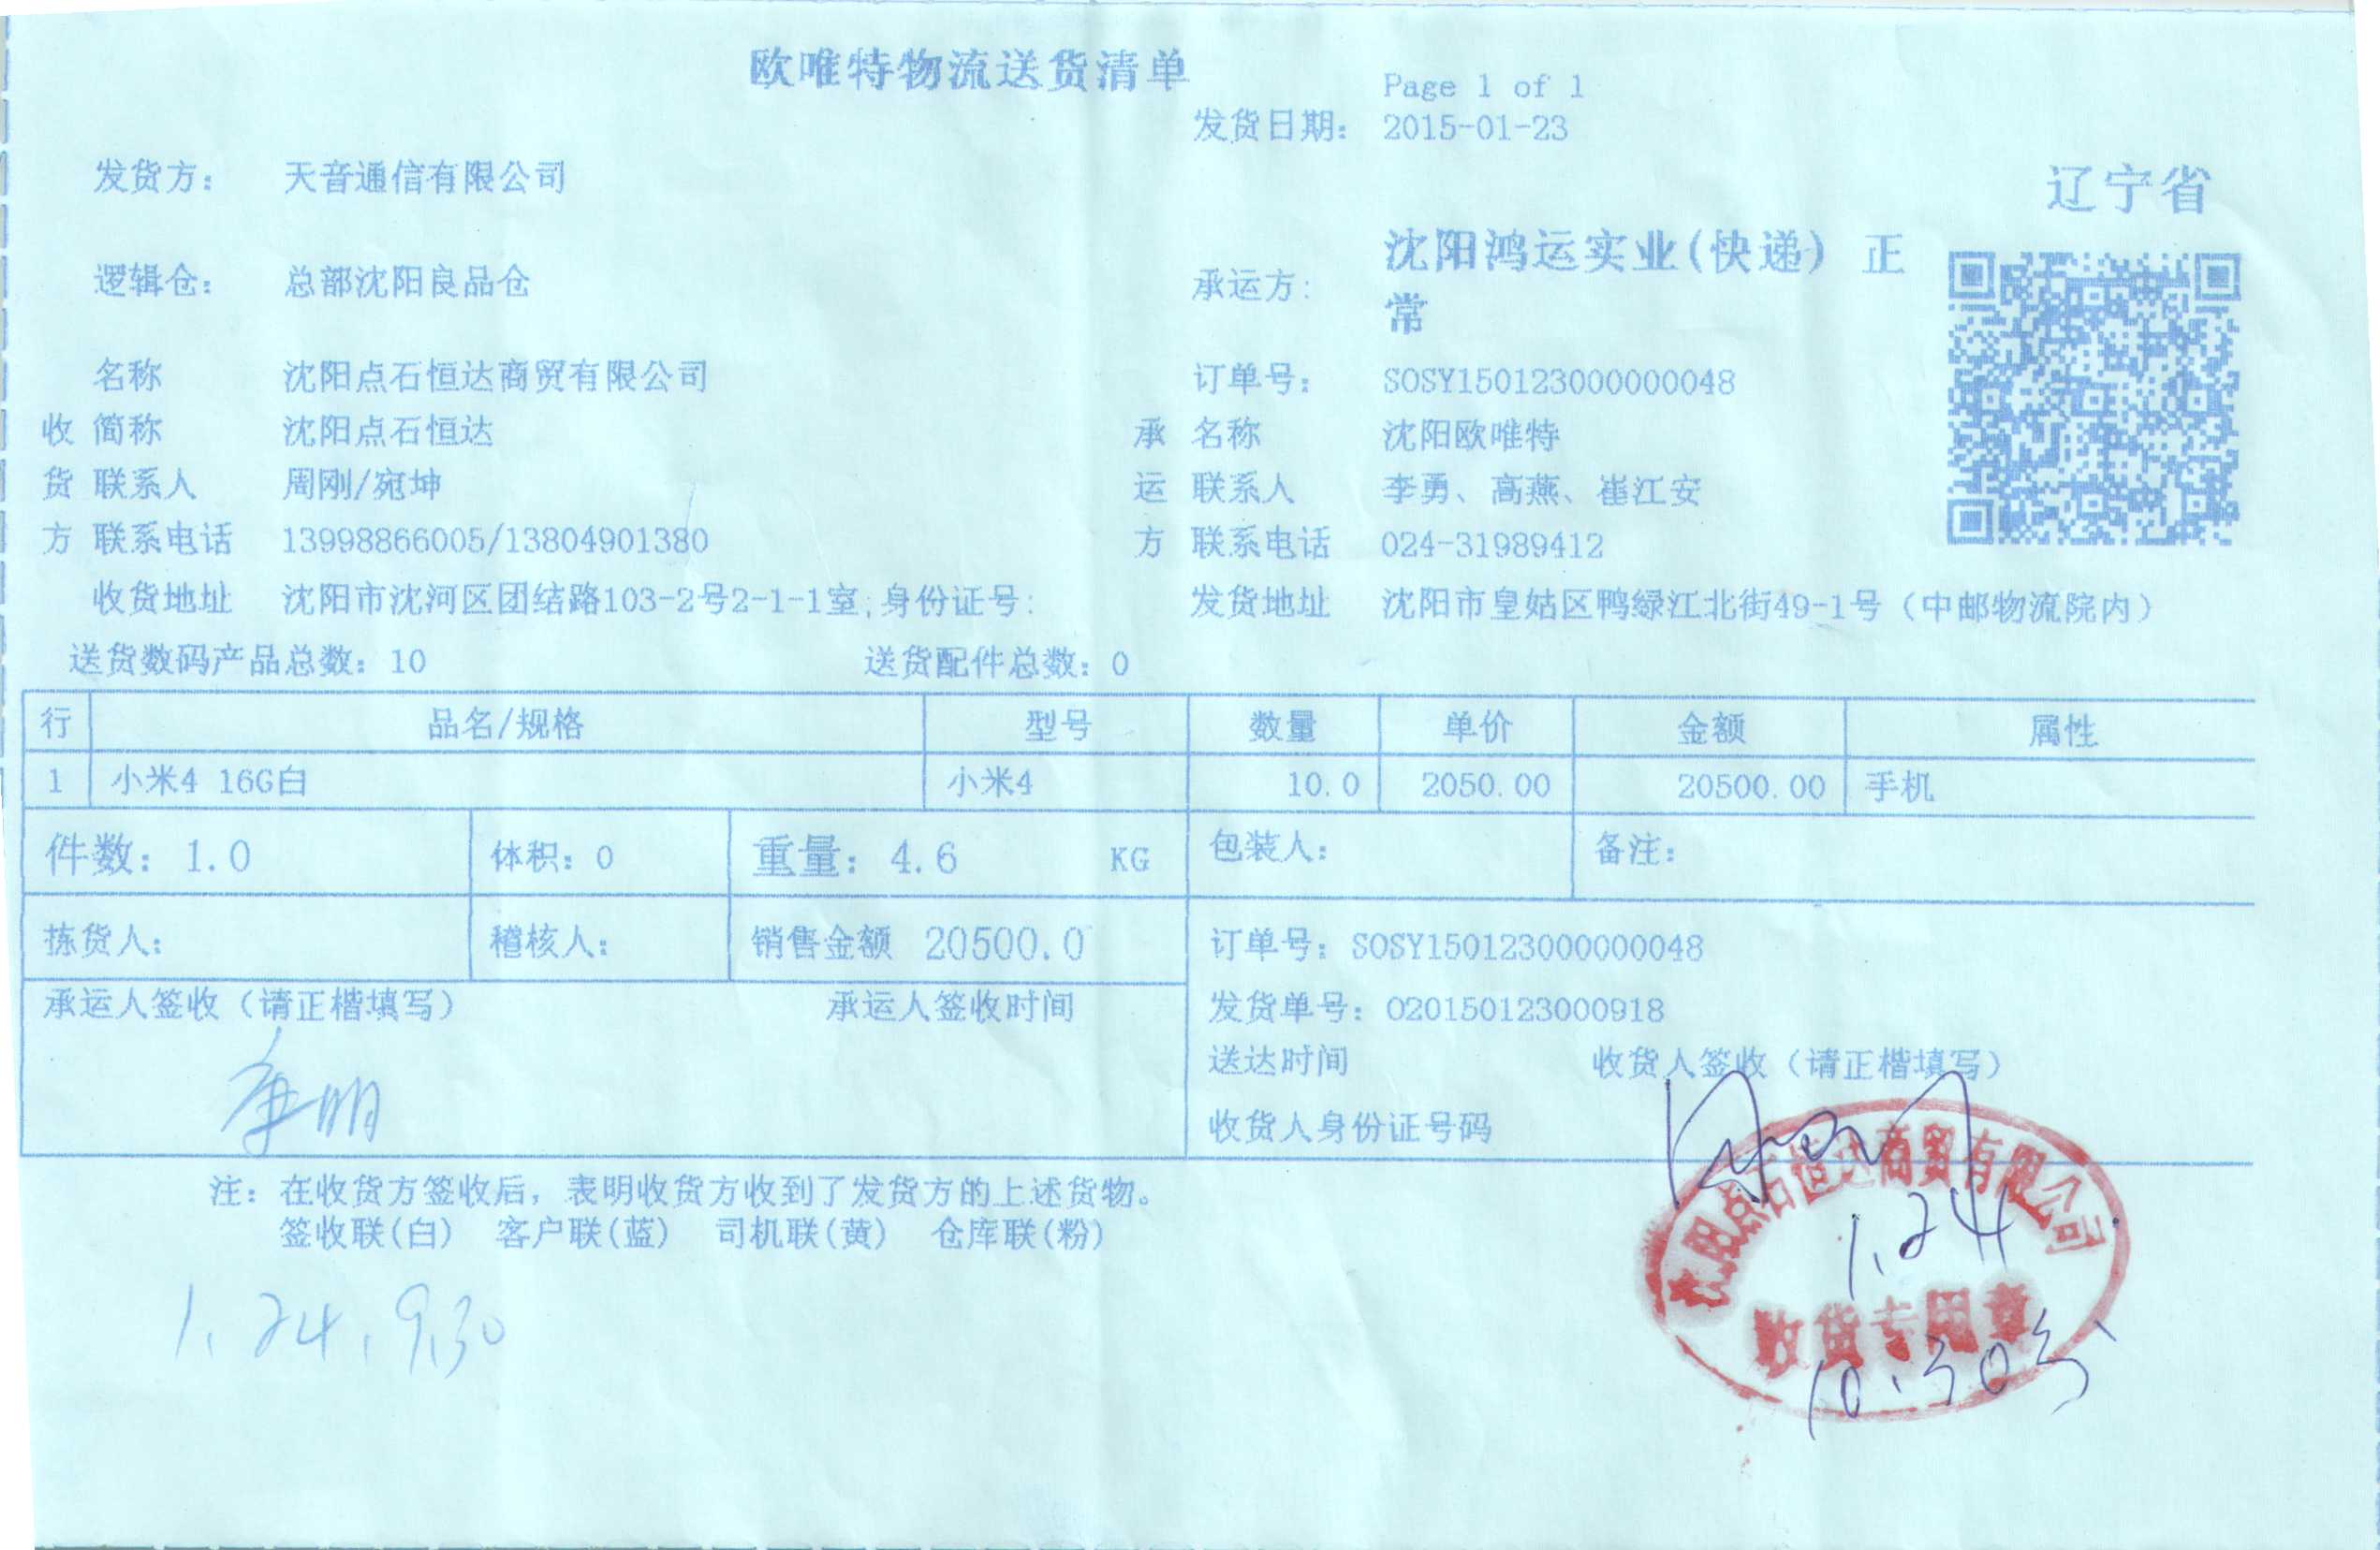 欧唯特物流送货清单
Page 1 of 1
发货日期： 2015-01-23
发货方： 天音通信有限公司
辽宁省
逻辑仓： 总部沈阳良品仓
承运方： 沈阳鸿运实业(快递) 正
常
名称 沈阳点石恒达商贸有限公司 订单号： SOSY150123000000048
收 简称 沈阳点石恒达 承 名称 沈阳欧唯特
货 联系人 周刚/宛坤 运 联系人 李勇、高燕、崔江安
方 联系电话 13998866005/13804901380 方 联系电话 024-31989412
收货地址 沈阳市沈河区团结路103-2号2-1-1室;身份证号: 发货地址 沈阳市皇姑区鸭绿江北街49-1号（中邮物流院内）
送货数码产品总数：10 送货配件总数：0
行 品名/规格 型号 数量 单价 金额 属性
1 小米4 16G白 小米4 10.0 2050.00 20500.00 手机
件数：1.0 体积：0 重量：4.6 KG 包装人： 备注：
拣货人： 稽核人： 销售金额 20500.0 订单号：SOSY150123000000048
承运人签收（请正楷填写） 承运人签收时间 发货单号：O20150123000918
送达时间 收货人签收（请正楷填写）
收货人身份证号码
注：在收货方签收后，表明收货方收到了发货方的上述货物。
签收联(白) 客户联(蓝) 司机联(黄) 仓库联(粉)
沈阳点石恒达商贸有限公司
收货专用章
1.24
1.24.9.30